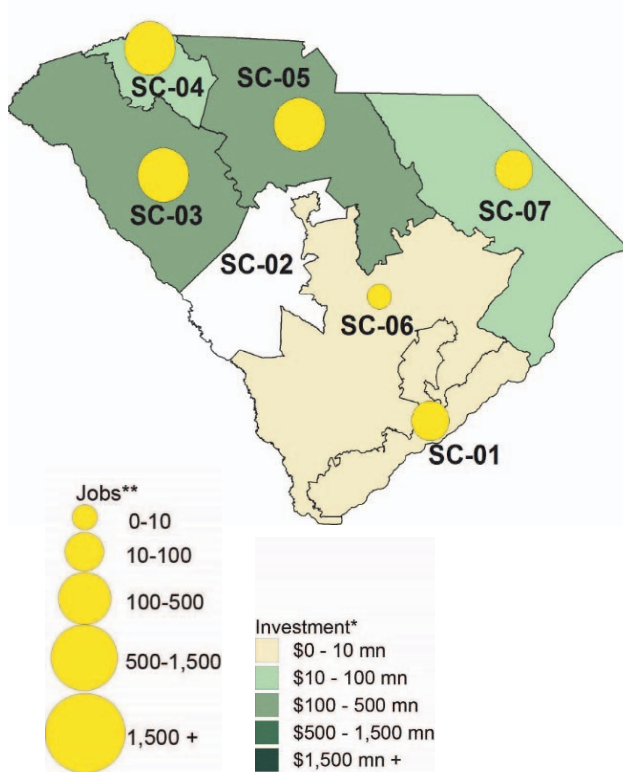 SC-04
SC-05
SC-03
SC-07
SC-02
SC-06
SC-01
Jobs**
0-10
10-100
100-500
500-1,500
1,500 +
Investment*
$0 - 10 mn
$10 - 100 mn
$100 - 500 mn
$500 - 1,500 mn
$1,500 mn +